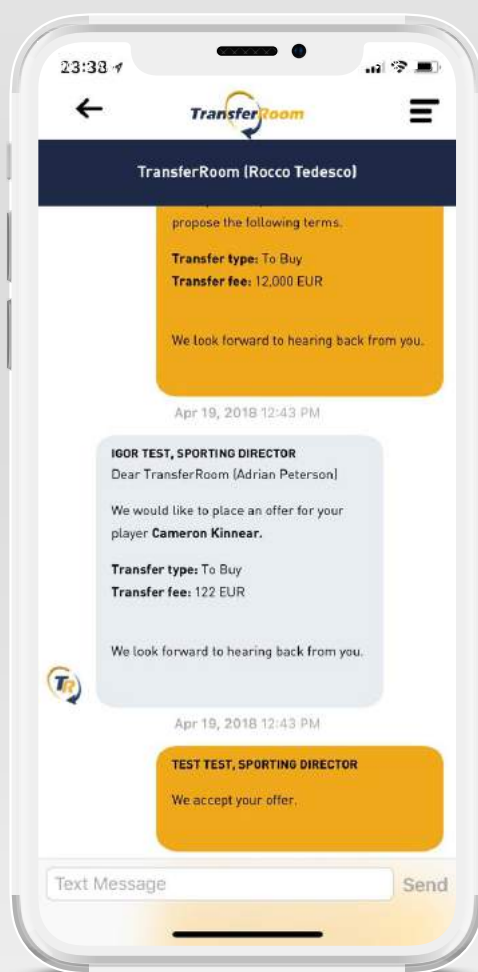 23:38
TransferRoom
TransferRoom (Rocco Tedesco)
propose the following terms.
Transfer type: To Buy
Transfer fee: 12,000 EUR
We look forward to hearing back from you.
Apr 19, 2018 12:43 PM
IGOR TEST, SPORTING DIRECTOR
Dear TransferRoom (Adrian Peterson)
We would like to place an offer for your
player Cameron Kinnear.
Transfer type: To Buy
Transfer fee: 122 EUR
We look forward to hearing back from you.
TR
Apr 19, 2018 12:43 PM
TEST TEST, SPORTING DIRECTOR
We accept your offer.
Text Message
Send